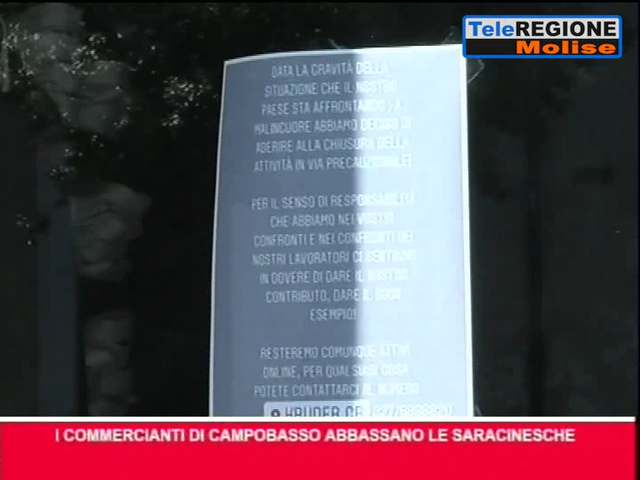 TeleREGIONE
Molise
DATA LA GRAVITÀ DELLA
SITUAZIONE CHE IL NOSTRO
PAESE STA AFFRONTANDO, A
MALINCUORE ABBIAMO DECISO DI
ADERIRE ALLA CHIUSURA DELLA
ATTIVITÀ IN VIA PRECAUZIONALE!
PER IL SENSO DI RESPONSABILITÀ
CHE ABBIAMO NEI VOSTRI
CONFRONTI E NEI CONFRONTI DEI
NOSTRI LAVORATORI CI SENTIAMO
IN DOVERE DI DARE IL NOSTRO
CONTRIBUTO, DARE IL BUON
ESEMPIO!
RESTEREMO COMUNQUE ATTIVI
ONLINE, PER QUALSIASI COSA
POTETE CONTATTARCI AL NUMERO
I COMMERCIANTI DI CAMPOBASSO ABBASSANO LE SARACINESCHE